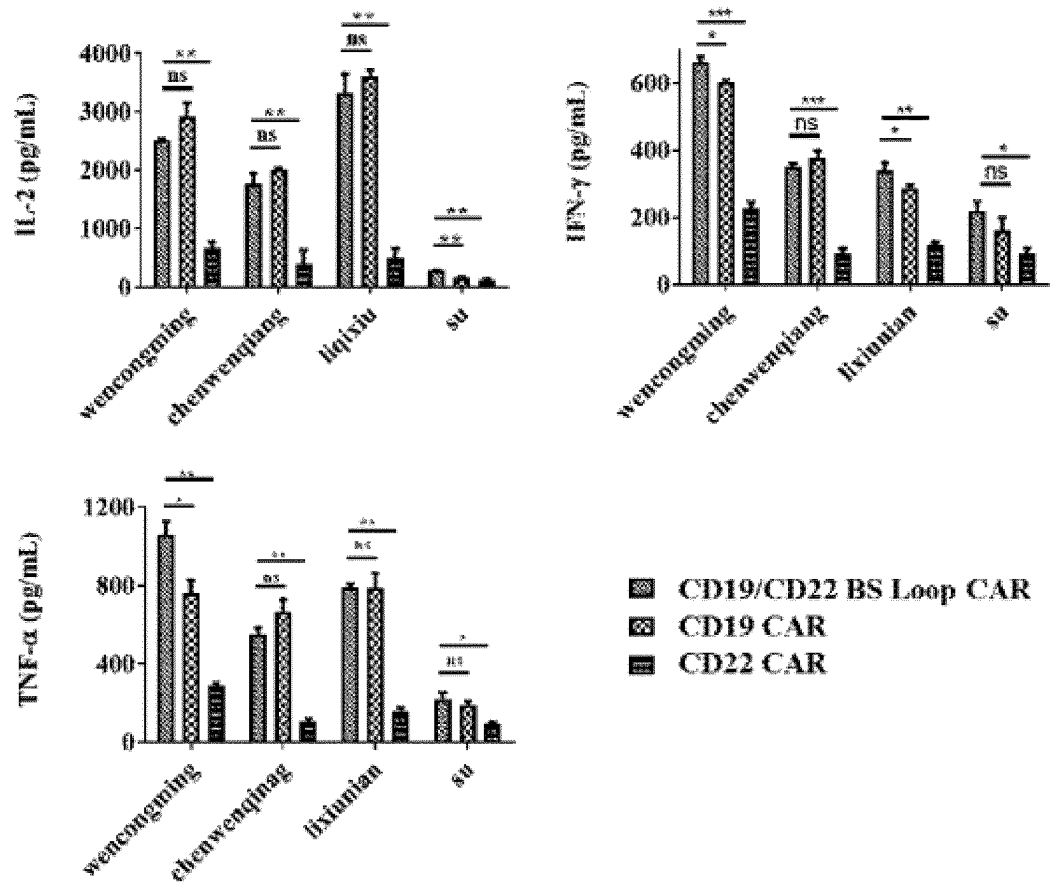 IL-2 (pg/mL)
4000
3000
2000
1000
0
** ns
** ns
** ns
** **
wencongming
chenwenqiang
liqixiu
su
IFN-γ (pg/mL)
600
400
200
0
*** *
*** ns
** *
* ns
wencongming
chenwenqiang
lixiunian
su
TNF-α (pg/mL)
1200
800
400
0
** *
** ns
** ns
* ns
wencongming
chenwenqinag
lixiunian
su
CD19/CD22 BS Loop CAR
CD19 CAR
CD22 CAR